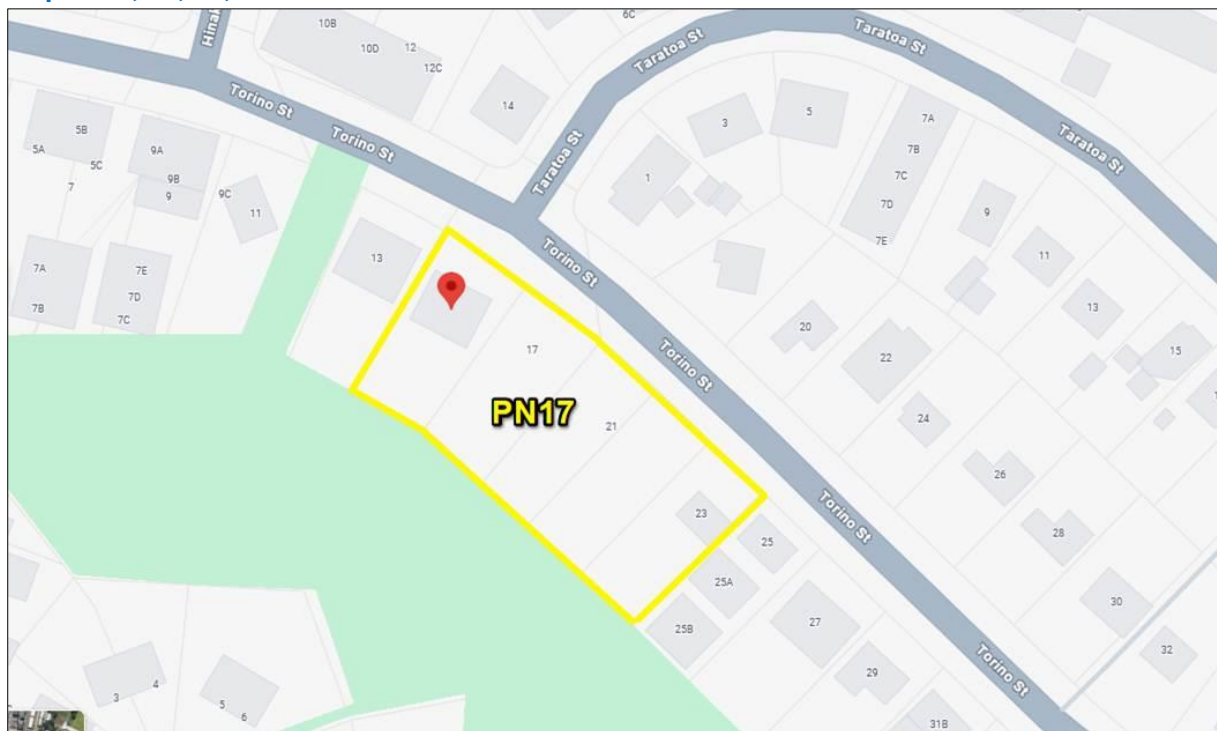 10B
10D
12
12C
6C
Taratoa St
Taratoa St
Taratoa St
Taratoa St
Torino St
Torino St
Torino St
Torino St
Torino St
Torino St
5B
5A
5C
7
9A
9B
9
9C
11
14
3
5
1
7A
7B
7C
7D
7E
9
11
13
15
7A
7B
7E
7D
7C
13
17
PN17
21
23
25
25A
25B
20
22
24
26
28
30
32
27
29
31B
3
4
5
6